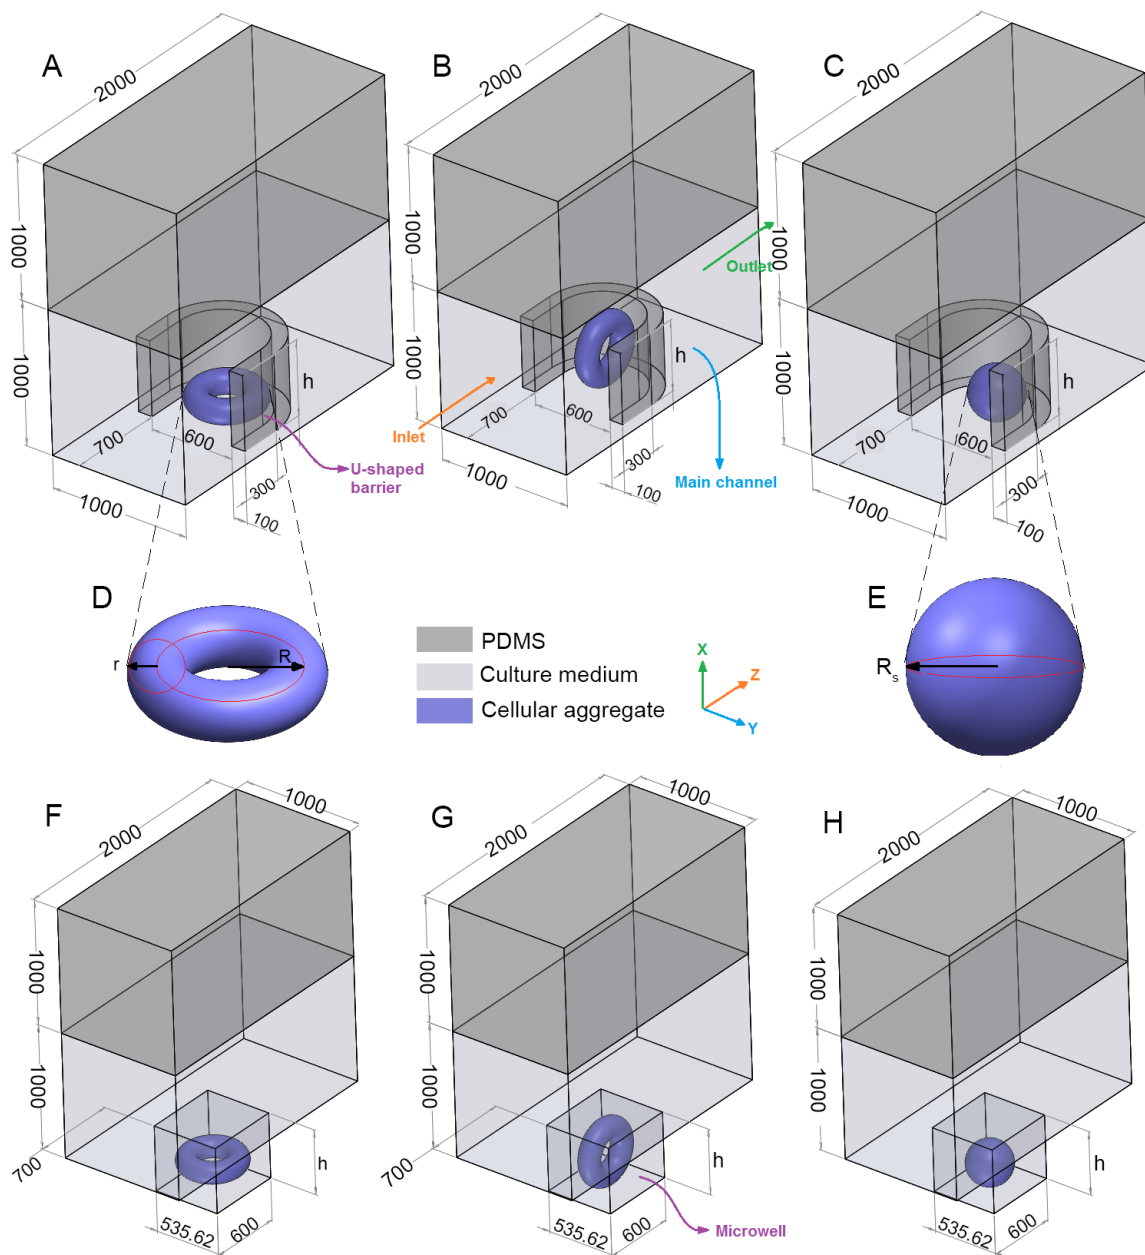 A
2000
1000
1000
h
700
600
300
100
1000
U-shaped
barrier
B
2000
1000
1000
Outlet
Inlet
h
700
600
300
100
1000
Main channel
C
2000
1000
1000
h
700
600
300
100
1000
D
r
R
PDMS
Culture medium
Cellular aggregate
X
Z
Y
E
Rs
F
2000
1000
1000
1000
700
h
535.62
600
G
2000
1000
1000
1000
700
h
535.62
600
Microwell
H
2000
1000
1000
1000
h
535.62
600